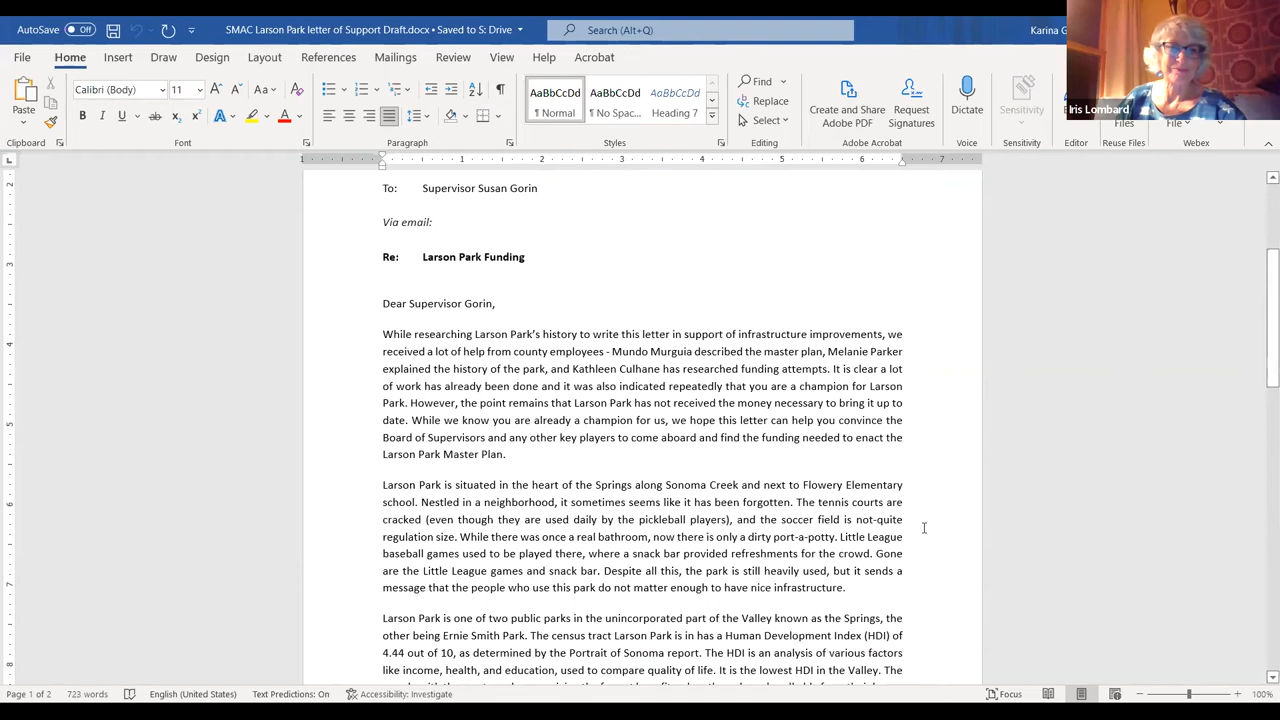 AutoSave Off SMAC Larson Park letter of Support Draft.docx • Saved to S: Drive Search (Alt+Q) Karina G
File Home Insert Draw Design Layout References Mailings Review View Help Acrobat
Iris Lombard
Calibri (Body) 11 AaBbCcDd AaBbCcDd AaBbCcDd Find
Paste Normal No Spac... Heading 7 Replace Create and Share Request Dictate Sensitivity
Select Adobe PDF Signatures Files File
Clipboard Font Paragraph Styles Editing Adobe Acrobat Voice Sensitivity Editor Reuse Files Webex
1 1 2 3 4 5 6 7
To: Supervisor Susan Gorin
Via email:
Re: Larson Park Funding
Dear Supervisor Gorin,
While researching Larson Park's history to write this letter in support of infrastructure improvements, we
received a lot of help from county employees - Mundo Murguia described the master plan, Melanie Parker
explained the history of the park, and Kathleen Culhane has researched funding attempts. It is clear a lot
of work has already been done and it was also indicated repeatedly that you are a champion for Larson
Park. However, the point remains that Larson Park has not received the money necessary to bring it up to
date. While we know you are already a champion for us, we hope this letter can help you convince the
Board of Supervisors and any other key players to come aboard and find the funding needed to enact the
Larson Park Master Plan.
Larson Park is situated in the heart of the Springs along Sonoma Creek and next to Flowery Elementary
school. Nestled in a neighborhood, it sometimes seems like it has been forgotten. The tennis courts are
cracked (even though they are used daily by the pickleball players), and the soccer field is not-quite
regulation size. While there was once a real bathroom, now there is only a dirty port-a-potty. Little League
baseball games used to be played there, where a snack bar provided refreshments for the crowd. Gone
are the Little League games and snack bar. Despite all this, the park is still heavily used, but it sends a
message that the people who use this park do not matter enough to have nice infrastructure.
Larson Park is one of two public parks in the unincorporated part of the Valley known as the Springs, the
other being Ernie Smith Park. The census tract Larson Park is in has a Human Development Index (HDI) of
4.44 out of 10, as determined by the Portrait of Sonoma report. The HDI is an analysis of various factors
like income, health, and education, used to compare quality of life. It is the lowest HDI in the Valley. The
Page 1 of 2 723 words English (United States) Text Predictions: On Accessibility: Investigate Focus 100%